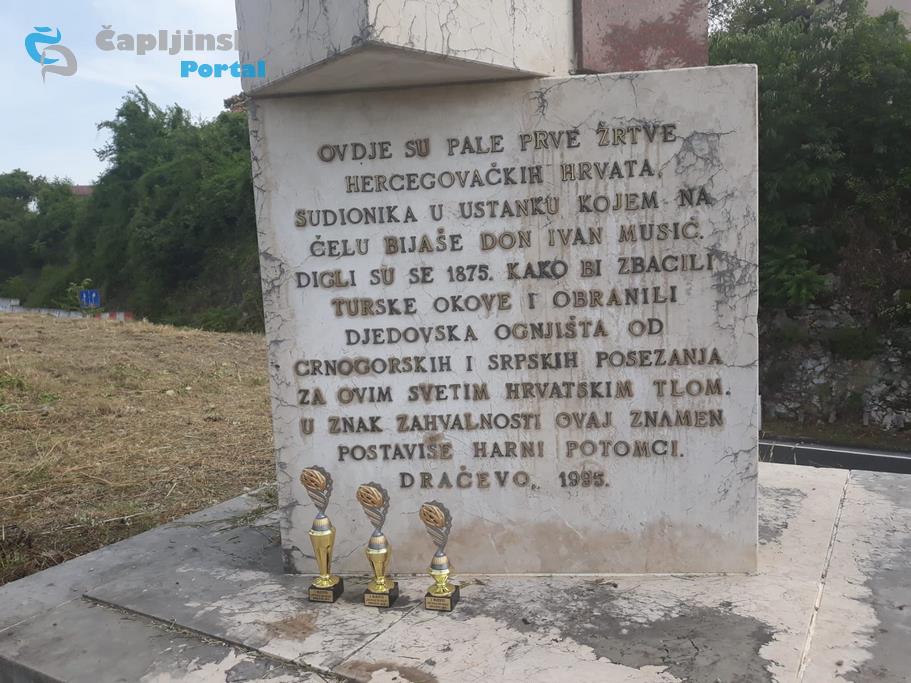 Čapljinski
Portal
OVDJE SU PALE PRVE ŽRTVE
HERCEGOVAČKIH HRVATA,
SUDIONIKA U USTANKU KOJEM NA
ČELU BIJAŠE DON IVAN MUSIĆ.
DIGLI SU SE 1875. KAKO BI ZBACILI
TURSKE OKOVE I OBRANILI
DJEDOVSKA OGNJIŠTA OD
CRNOGORSKIH I SRPSKIH POSEZANJA
ZA OVIM SVETIM HRVATSKIM TLOM.
U ZNAK ZAHVALNOSTI OVAJ ZNAMEN
POSTAVIŠE HARNI POTOMCI.
DRAČEVO, 1995.